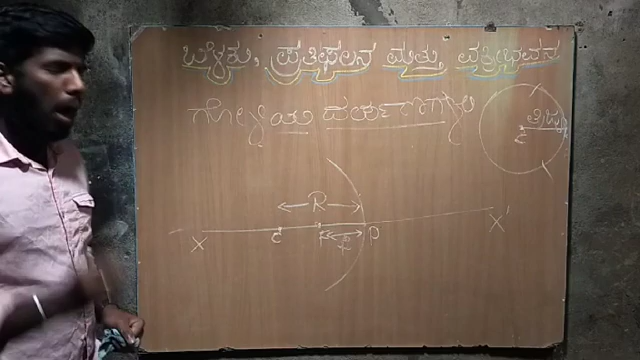 ಬೆಳಕು, ಪ್ರತಿಫಲನ ಮತ್ತು ವಕ್ರೀಭವನ
ಗೋಳೀಯ ದರ್ಪಣಗಳು
ತ್ರಿಜ್ಯ
C
R
X C F f P X'